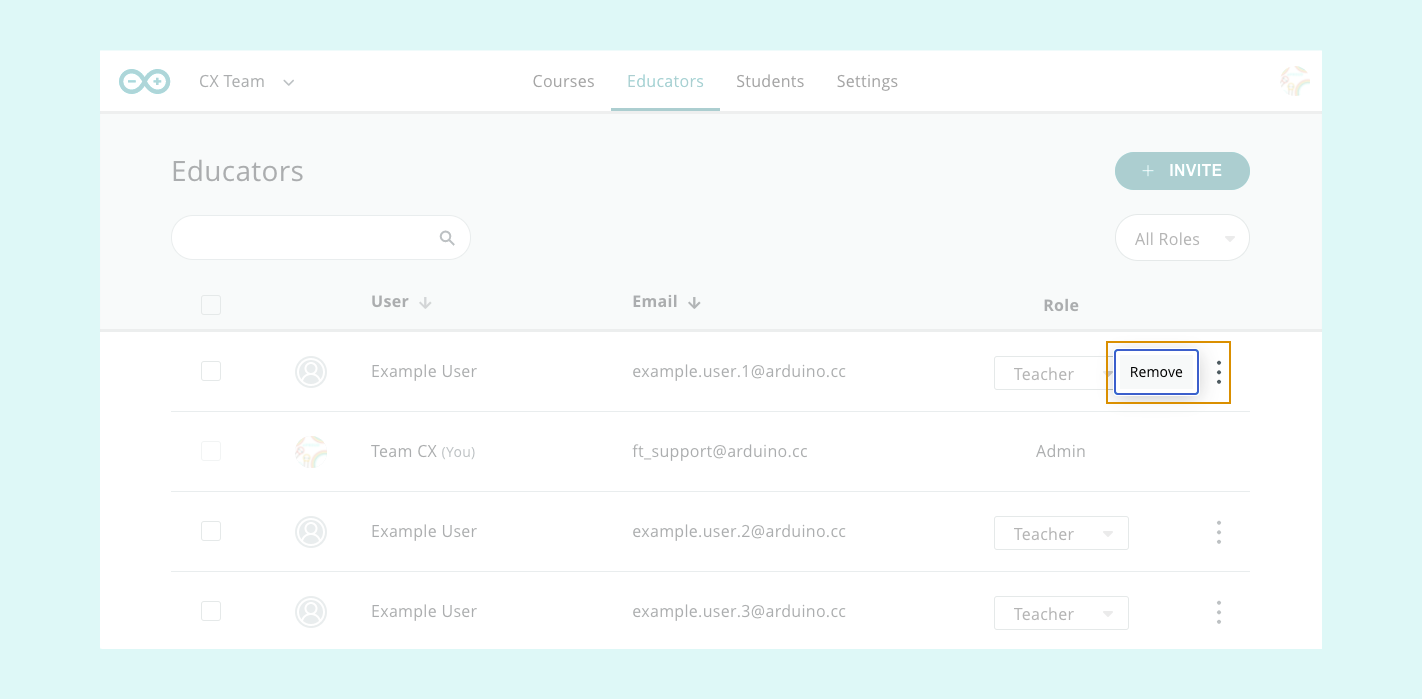 CX Team Courses Educators Students Settings
Educators
+ INVITE
All Roles
User Email Role
Example User example.user.1@arduino.cc Teacher Remove
Team CX (You) ft_support@arduino.cc Admin
Example User example.user.2@arduino.cc Teacher
Example User example.user.3@arduino.cc Teacher